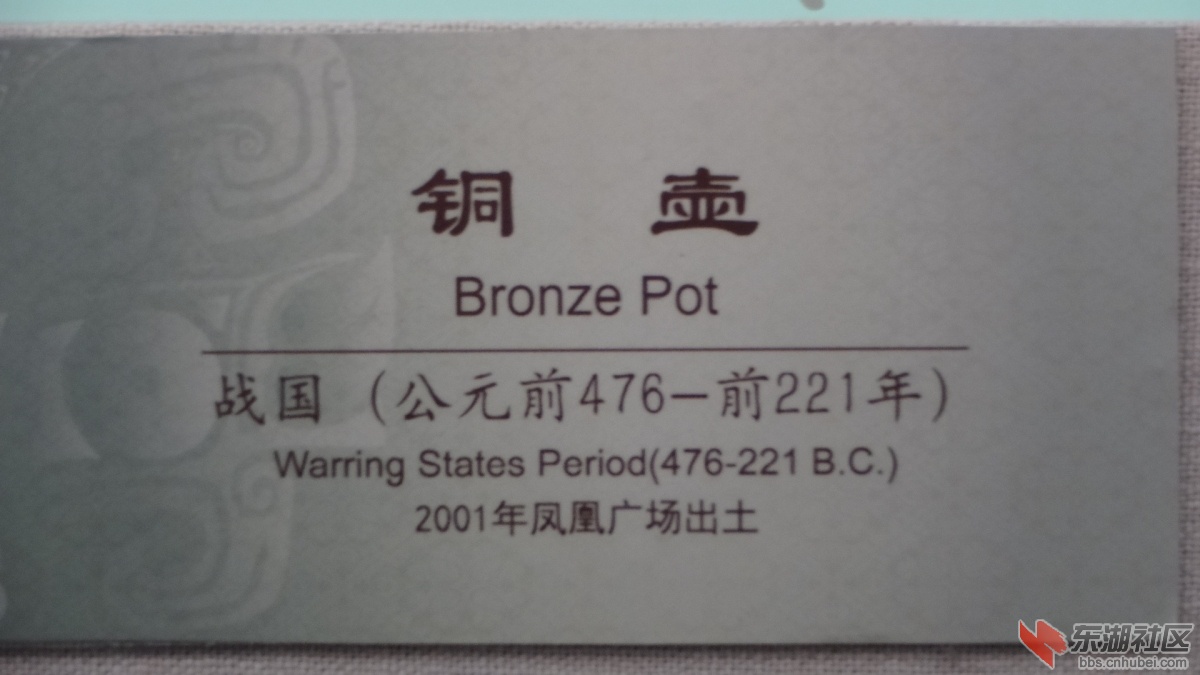 铜 壶
Bronze Pot
战国（公元前476—前221年）
Warring States Period(476-221 B.C.)
2001年凤凰广场出土
东湖社区
bbs.cnhubei.com